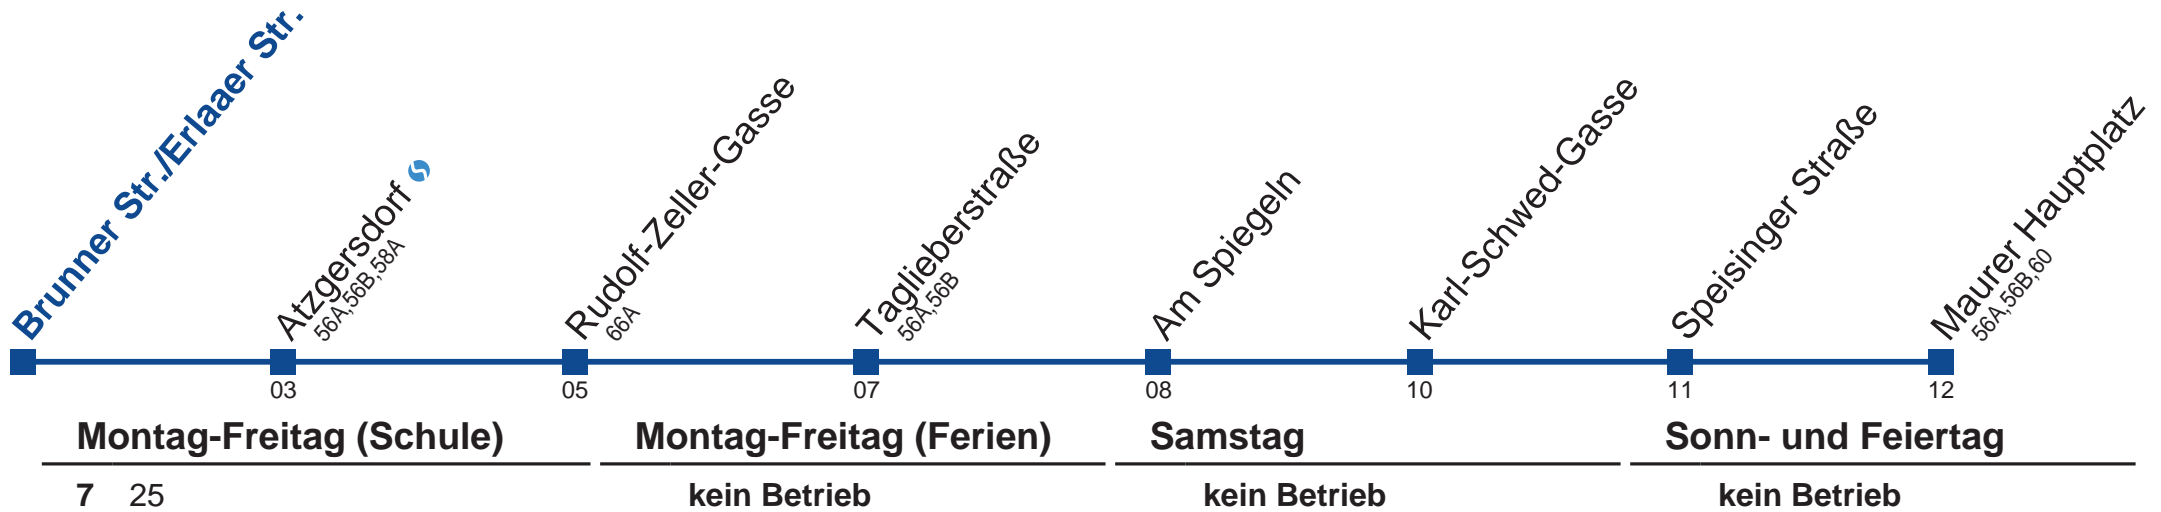 Brunner Str./Erlaaer Str.
Atzgersdorf
56A,56B,58A
Rudolf-Zeller-Gasse
66A
Taglieberstraße
56A,56B
Am Spiegeln
Karl-Schwed-Gasse
Speisinger Straße
Maurer Hauptplatz
56A,56B,60
03 05 07 08 10 11 12
Montag-Freitag (Schule) Montag-Freitag (Ferien) Samstag Sonn- und Feiertag
7 25 kein Betrieb kein Betrieb kein Betrieb